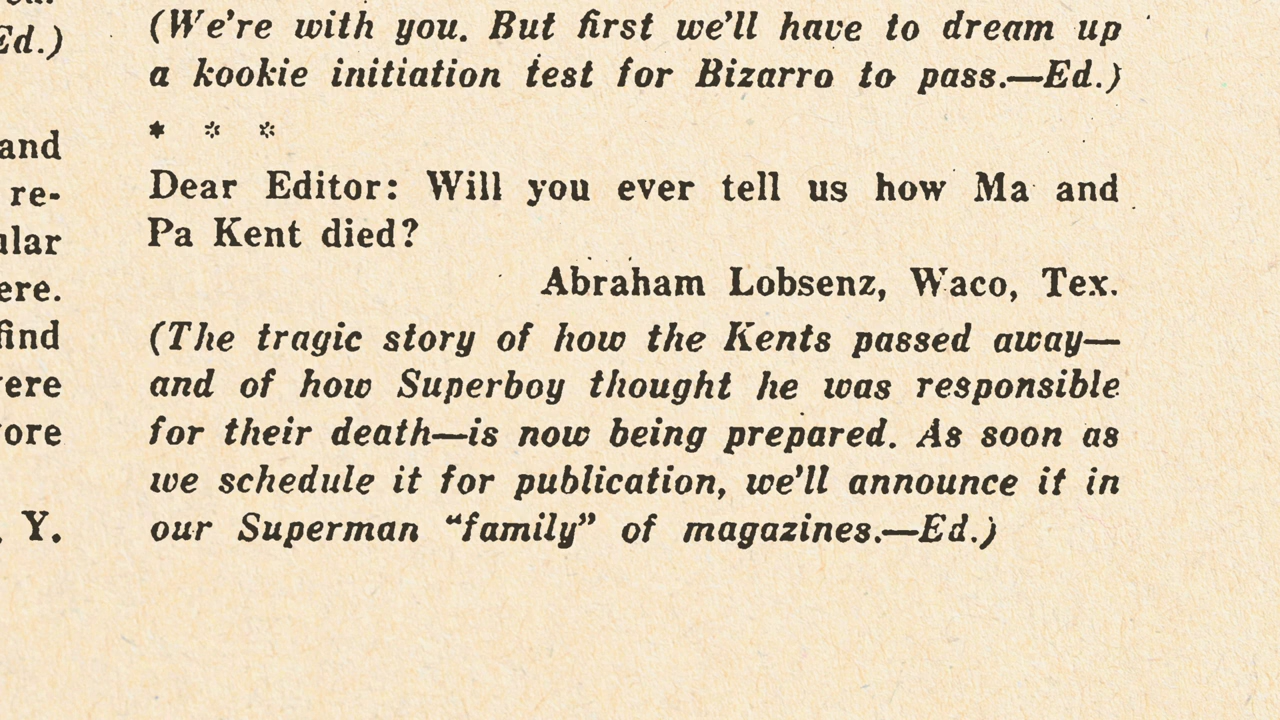 Ed.)
and
re-
ere.
find
ere
ore
Y.
(We're with you. But first we'll have to dream up
a kookie initiation test for Bizarro to pass.—Ed.)
* * *
Dear Editor: Will you ever tell us how Ma and
Pa Kent died?
Abraham Lobsenz, Waco, Tex.
(The tragic story of how the Kents passed away—
and of how Superboy thought he was responsible
for their death—is now being prepared. As soon as
we schedule it for publication, we'll announce it in
our Superman “family” of magazines.—Ed.)